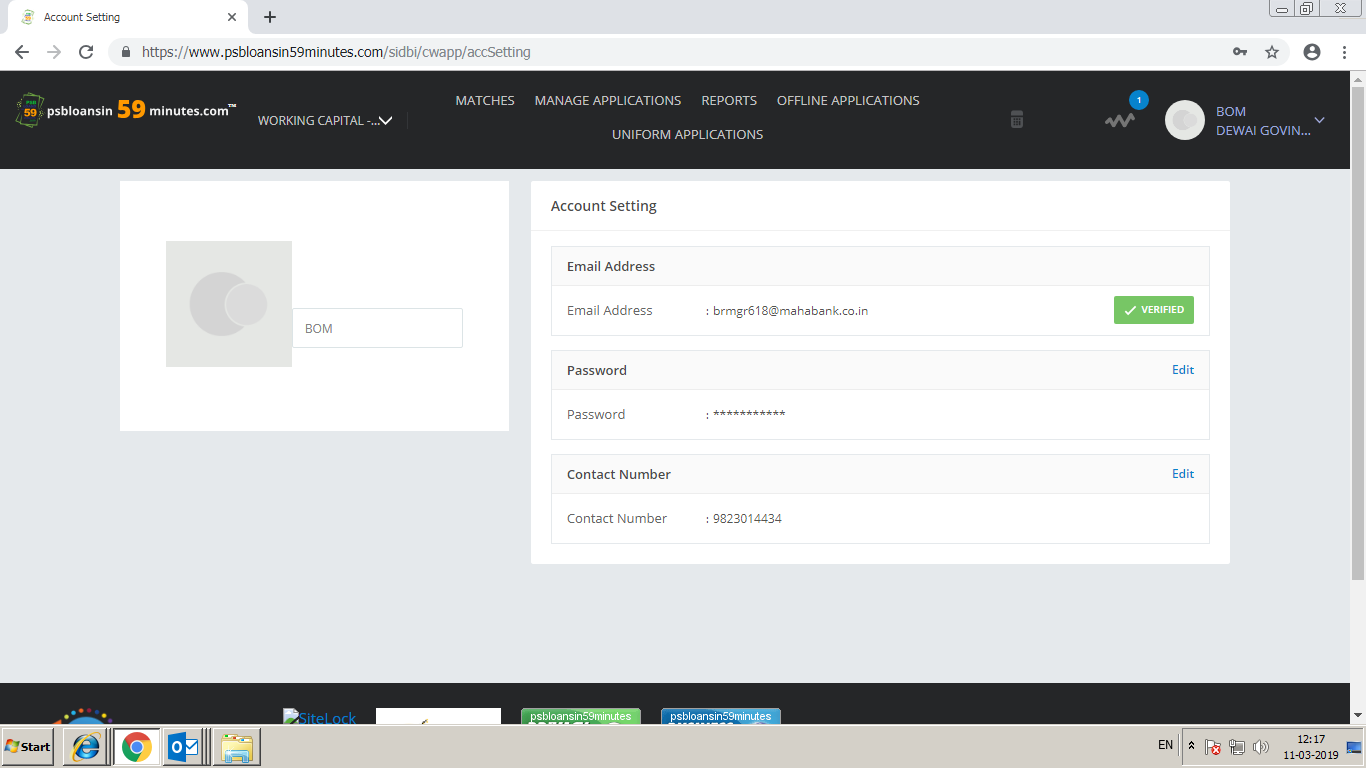 Account Setting
https://www.psbloansin59minutes.com/sidbi/cwapp/accSetting
PSB
59
psbloansin 59 minutes.com™
WORKING CAPITAL -...
MATCHES MANAGE APPLICATIONS REPORTS OFFLINE APPLICATIONS
UNIFORM APPLICATIONS
1
BOM
DEWAI GOVIN...
BOM
Account Setting
Email Address
Email Address : brmgr618@mahabank.co.in VERIFIED
Password Edit
Password : ***********
Contact Number Edit
Contact Number : 9823014434
SiteLock
psbloansin59minutes
psbloansin59minutes
Start
EN
12:17
11-03-2019